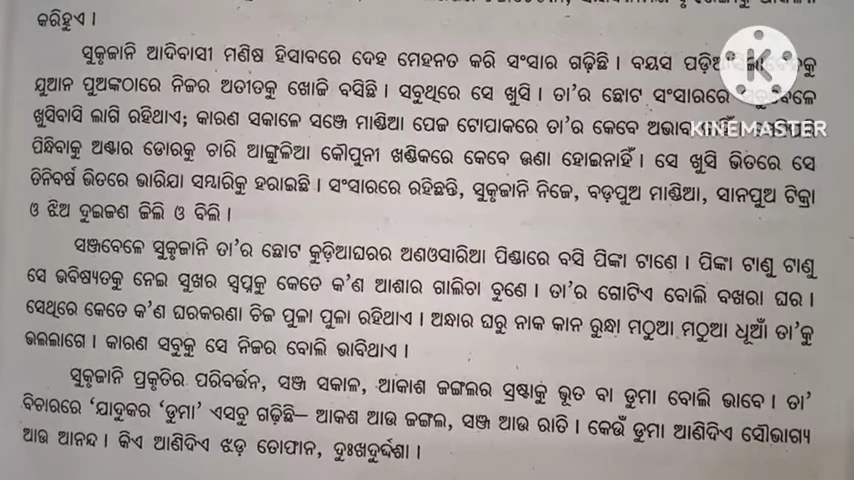 କରିହୁଏ ।
ସୁକୃଜାନି ଆଦିବାସୀ ମଣିଷ ହିସାବରେ ଦେହ ମେହନତ କରି ସଂସାର ଗଢ଼ିଛି । ବୟସ
ଯୁଆନ ପୁଅଙ୍କଠାରେ ନିଜର ଅତୀତକୁ ଖୋଜି ବସିଛି । ସବୁଥିରେ ସେ ଖୁସି । ତା'ର ଛୋଟ ସଂସାରରେ
ଖୁସିବାସି ଲାଗି ରହିଥାଏ; କାରଣ ସକାଳେ ସଞ୍ଜେ ମାଣ୍ଡିଆ ପେଜ ଟୋପାକରେ ତା'ର କେବେ
ପିନ୍ଧିବାକୁ ଅଣ୍ଟାର ଡୋରକୁ ଚାରି ଆଙ୍ଗୁଳିଆ କୌପୁନୀ ଖଣ୍ଡିକରେ କେବେ ଊଣା ହୋଇନାହିଁ । ସେ ଖୁସି ଭିତରେ ସେ
ତିନିବର୍ଷ ଭିତରେ ଭାରିଯା ସମ୍ବାରିକୁ ହରାଇଛି । ସଂସାରରେ ରହିଛନ୍ତି, ସୁକୃଜାନି ନିଜେ, ବଡ଼ପୁଅ ମାଣ୍ଡିଆ, ସାନପୁଅ ଟିକ୍ରା
ଓ ଝିଅ ଦୁଇଜଣ ଜିଲି ଓ ବିଲି ।
ସଞ୍ଜବେଳେ ସୁକୃଜାନି ତା'ର ଛୋଟ କୁଡ଼ିଆଘରର ଅଣଓସାରିଆ ପିଣ୍ଡାରେ ବସି ପିଙ୍କା ଟାଣେ । ପିଙ୍କା ଟାଣୁ ଟାଣୁ
ସେ ଭବିଷ୍ୟତକୁ ନେଇ ସୁଖର ସ୍ୱପ୍ନକୁ କେତେ କ'ଣ ଆଶାର ଗାଲିଚା ବୁଣେ । ତା'ର ଗୋଟିଏ ବୋଲି ବଖରା ଘର ।
ସେଥିରେ କେତେ କ'ଣ ଘରକରଣା ଚିଜ ପୁଳା ପୁଳା ରହିଥାଏ । ଅନ୍ଧାର ଘରୁ ନାକ କାନ ରୁନ୍ଧା ମଠୁଆ ମଠୁଆ ଧୂଆଁ ତା'କୁ
ଭଲଲାଗେ । କାରଣ ସବୁକୁ ସେ ନିଜର ବୋଲି ଭାବିଥାଏ ।
ସୁକୃଜାନି ପ୍ରକୃତିର ପରିବର୍ତ୍ତନ, ସଞ୍ଜ ସକାଳ, ଆକାଶ ଜଙ୍ଗଲର ସ୍ରଷ୍ଟାକୁ ଭୂତ ବା ଡୁମା ବୋଲି ଭାବେ । ତା'
ବିଚାରରେ 'ଯାଦୁକର 'ଡୁମା' ଏସବୁ ଗଢ଼ିଛି– ଆକାଶ ଆଉ ଜଙ୍ଗଲ, ସଞ୍ଜ ଆଉ ରାତି । କେଉଁ ଡୁମା ଆଣିଦିଏ ସୌଭାଗ୍ୟ
ଆଉ ଆନନ୍ଦ । କିଏ ଆଣିଦିଏ ଝଡ଼ ତୋଫାନ, ଦୁଃଖଦୁର୍ଦ୍ଦଶା ।
KINEMASTER